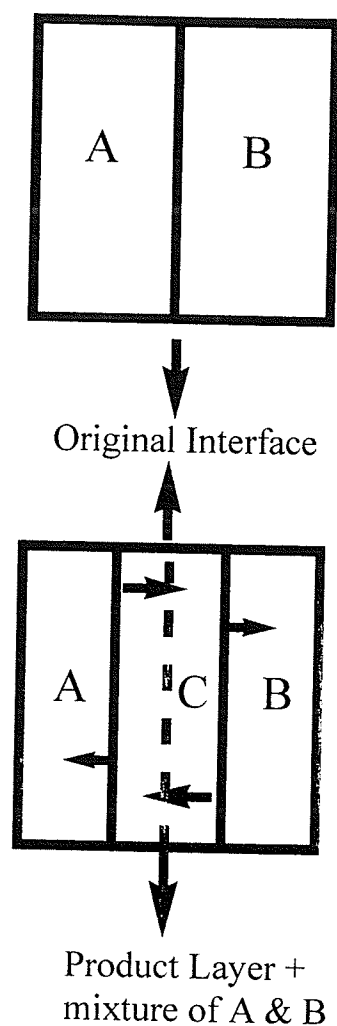 A B
Original Interface
A C B
Product Layer +
mixture of A & B